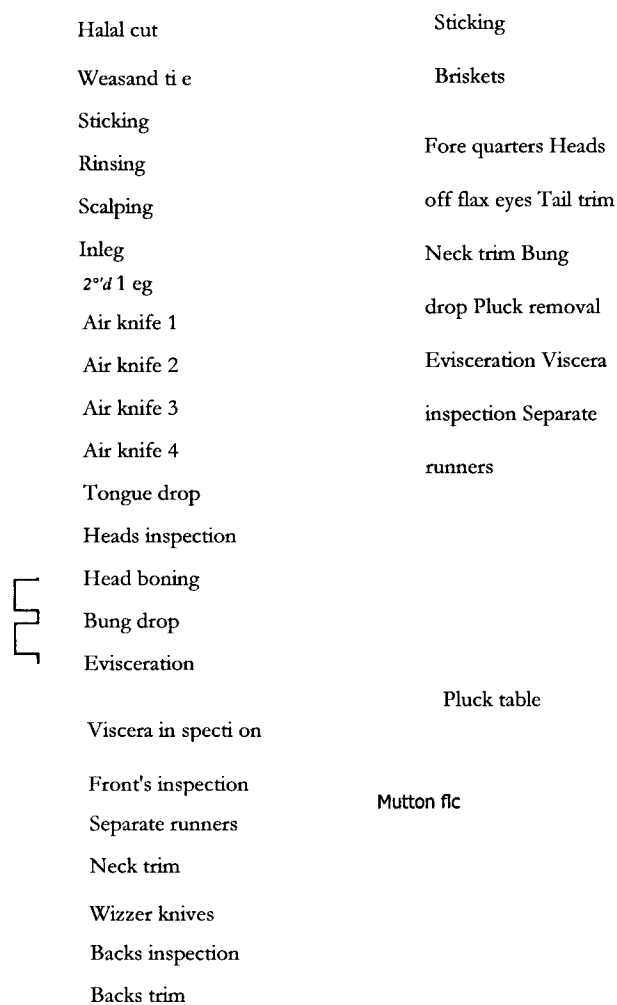 Halal cut
Weasand ti e
Sticking
Rinsing
Scalping
Inleg
2°'d 1 eg
Air knife 1
Air knife 2
Air knife 3
Air knife 4
Tongue drop
Heads inspection
Head boning
Bung drop
Evisceration
Viscera in specti on
Front's inspection
Separate runners
Neck trim
Wizzer knives
Backs inspection
Backs trim
Sticking
Briskets
Fore quarters Heads
off flax eyes Tail trim
Neck trim Bung
drop Pluck removal
Evisceration Viscera
inspection Separate
runners
Pluck table
Mutton flc